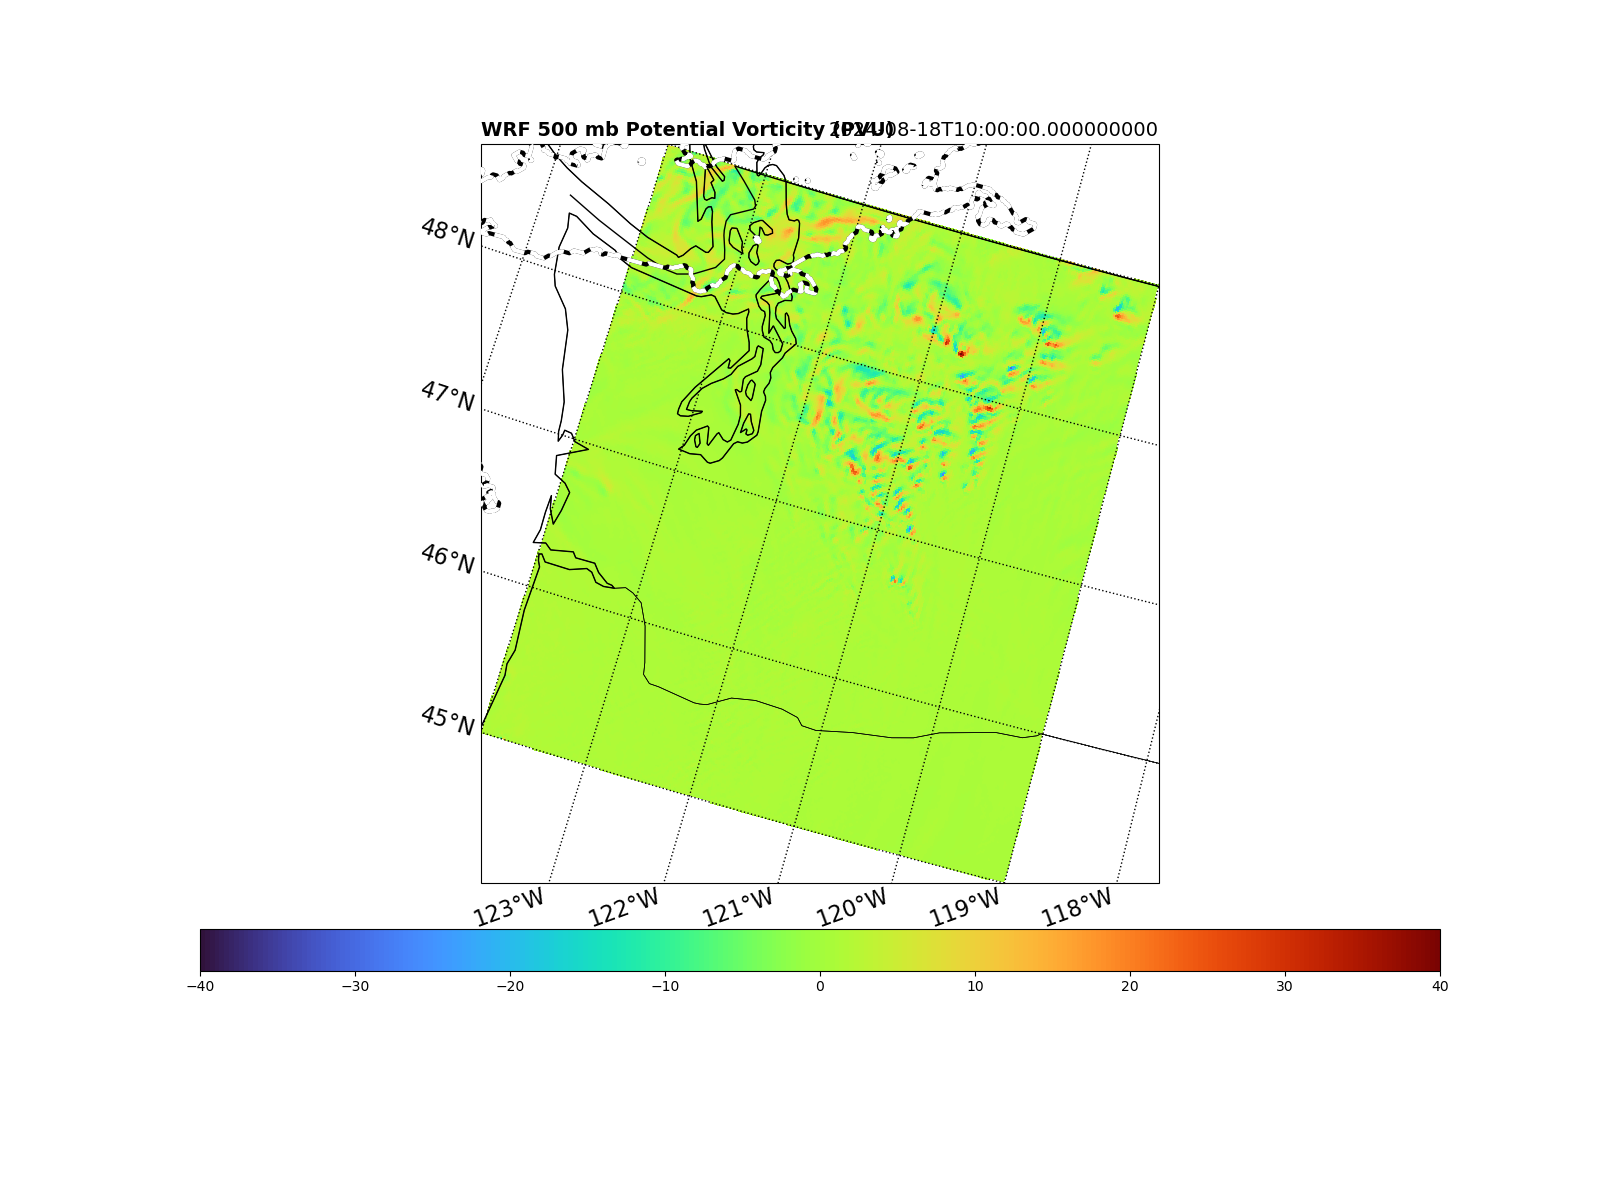 WRF 500 mb Potential Vorticity (PVU) 2024-08-18T10:00:00.000000000
48°N
47°N
46°N
45°N
123°W 122°W 121°W 120°W 119°W 118°W
−40 −30 −20 −10 0 10 20 30 40